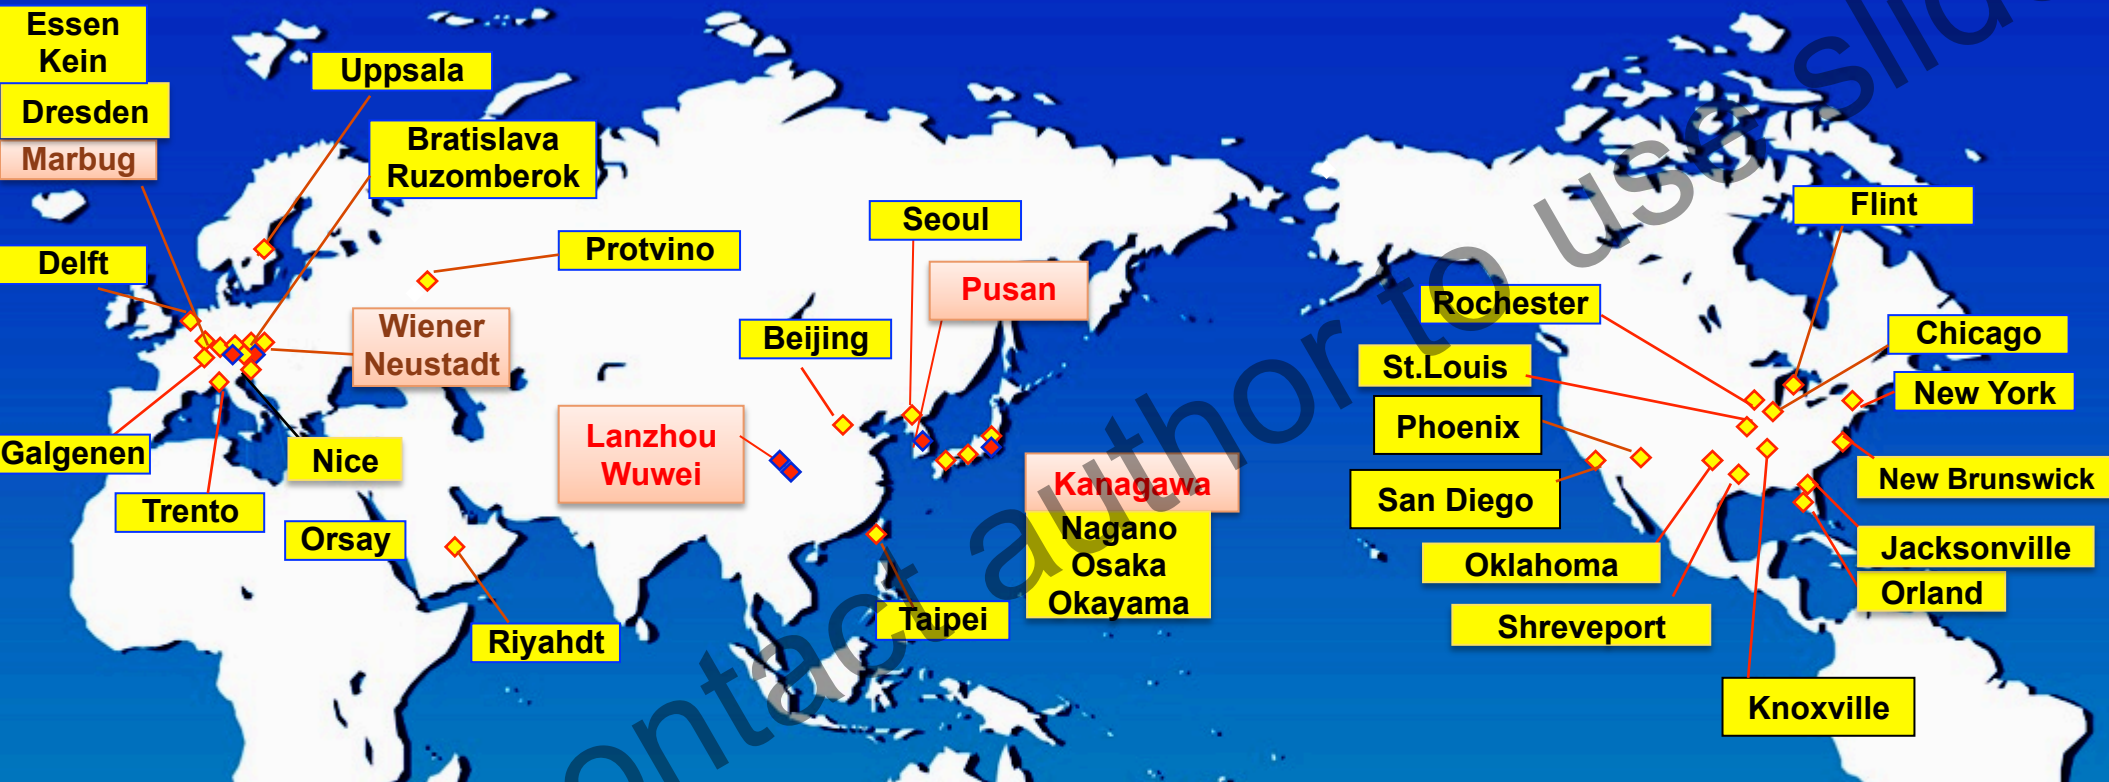 Essen
Kein
Dresden
Marbug
Uppsala
Bratislava
Ruzomberok
Delft
Protvino
Wiener
Neustadt
Seoul
Pusan
Beijing
Lanzhou
Wuwei
Galgenen
Nice
Trento
Orsay
Riyahdt
Taipei
Kanagawa
Nagano
Osaka
Okayama
Flint
Rochester
Chicago
St.Louis
New York
Phoenix
San Diego
New Brunswick
Oklahoma
Jacksonville
Orland
Shreveport
Knoxville
ontact author to use slid